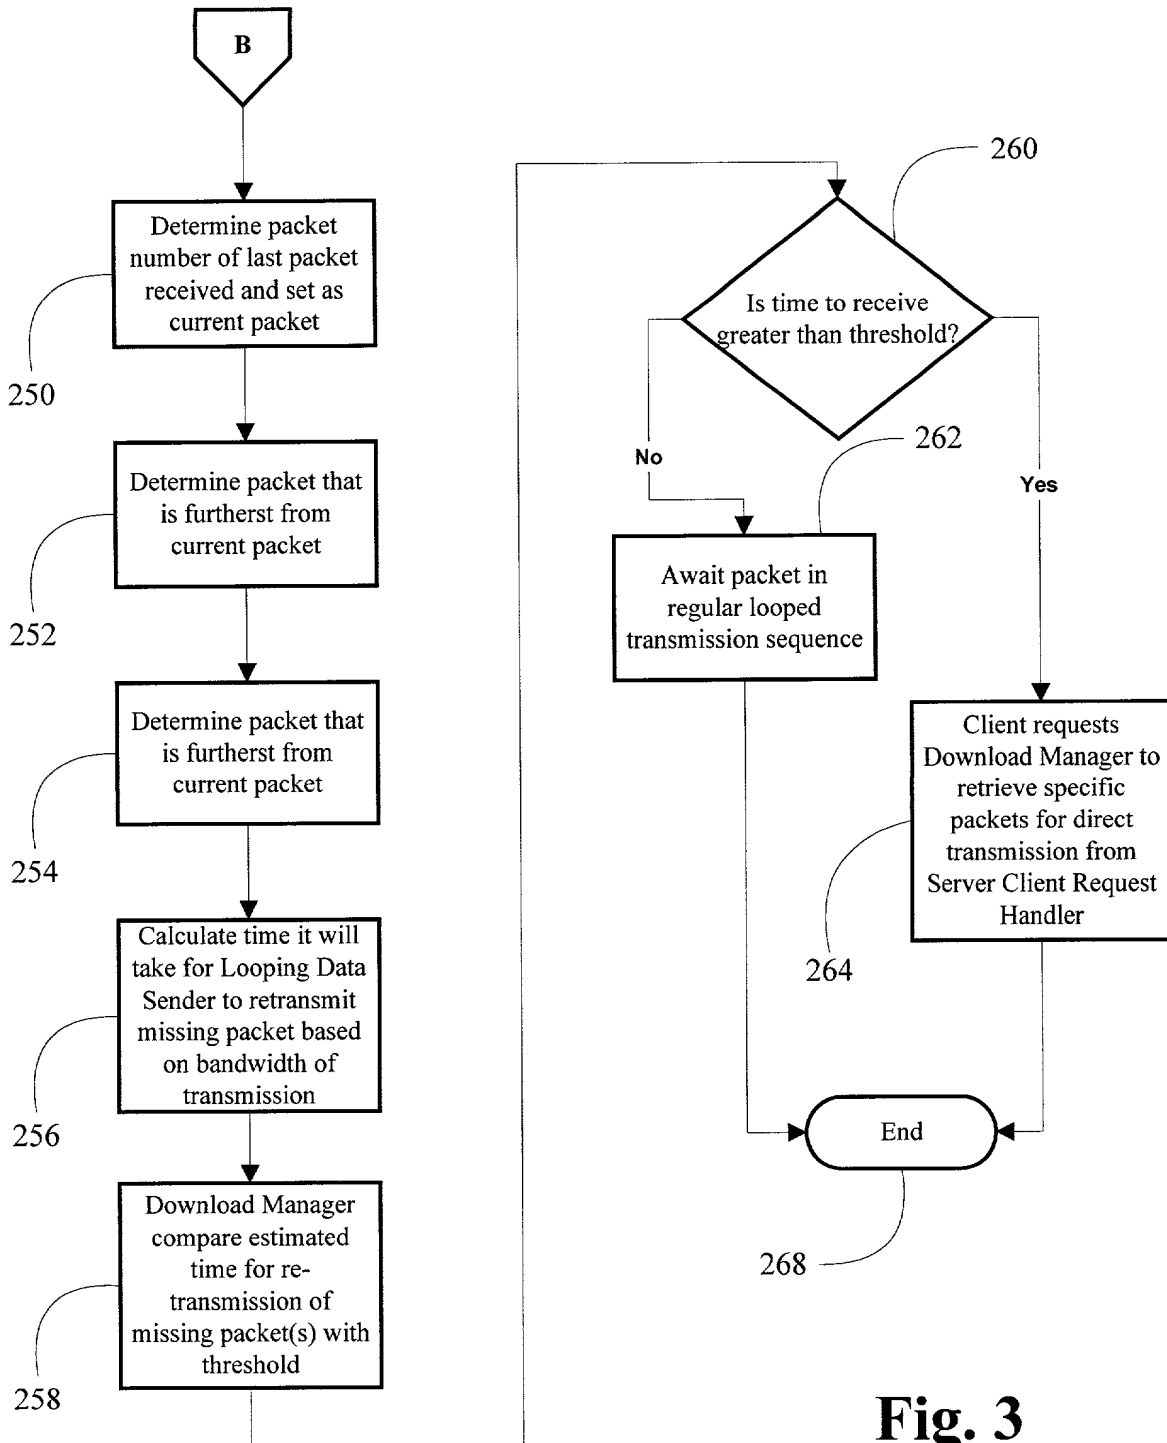 B
Determine packet
number of last packet
received and set as
current packet
250
Determine packet that
is furtherst from
current packet
252
Determine packet that
is furtherst from
current packet
254
Calculate time it will
take for Looping Data
Sender to retransmit
missing packet based
on bandwidth of
transmission
256
Download Manager
compare estimated
time for re-
transmission of
missing packet(s) with
threshold
258
260
Is time to receive
greater than threshold?
No
Yes
262
Await packet in
regular looped
transmission sequence
Client requests
Download Manager to
retrieve specific
packets for direct
transmission from
Server Client Request
Handler
264
End
268
Fig. 3